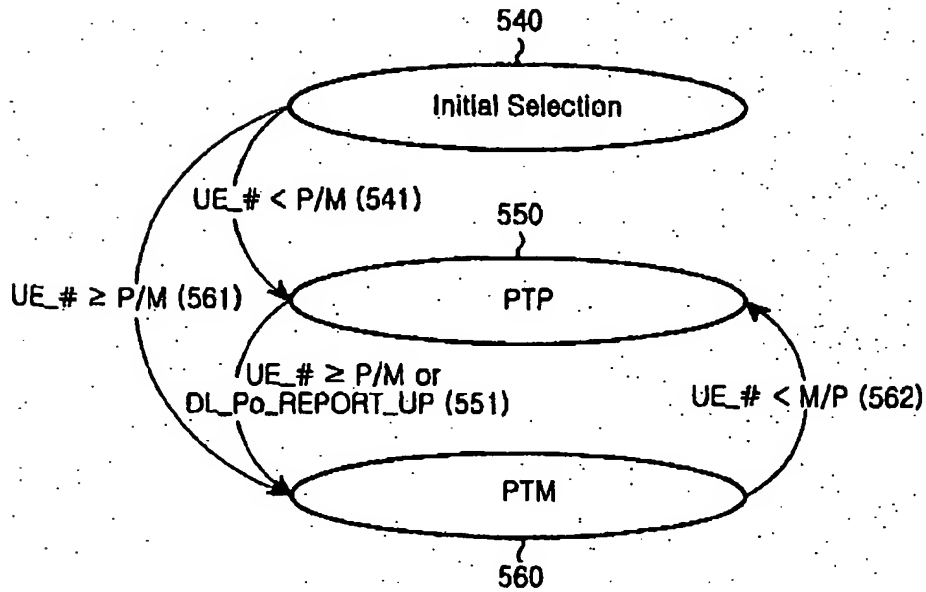 540
Initial Selection
UE_# < P/M (541)
550
UE_# ≥ P/M (561)
PTP
UE_# ≥ P/M or
DL_Po_REPORT_UP (551)
UE_# < M/P (562)
PTM
560